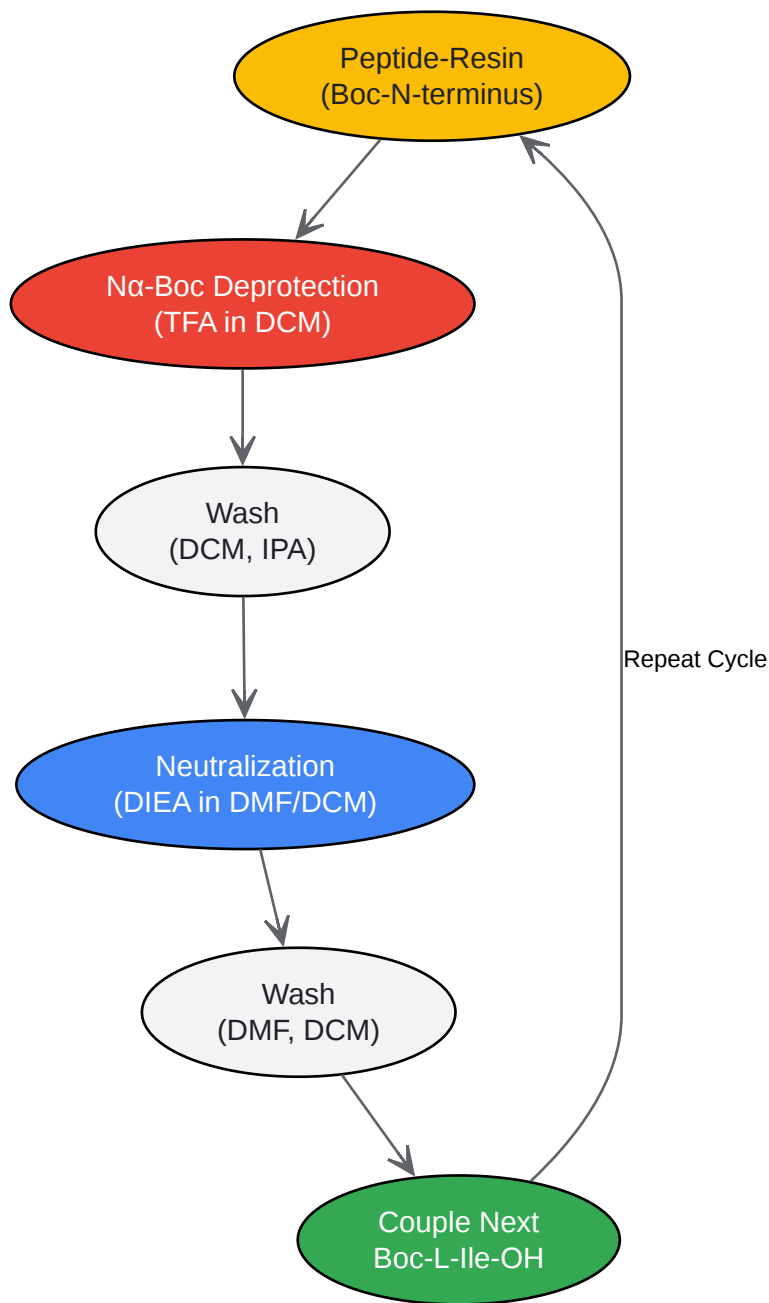 Peptide-Resin
(Boc-N-terminus)
Nα-Boc Deprotection
(TFA in DCM)
Wash
(DCM, IPA)
Repeat Cycle
Neutralization
(DIEA in DMF/DCM)
Wash
(DMF, DCM)
Couple Next
Boc-L-Ile-OH